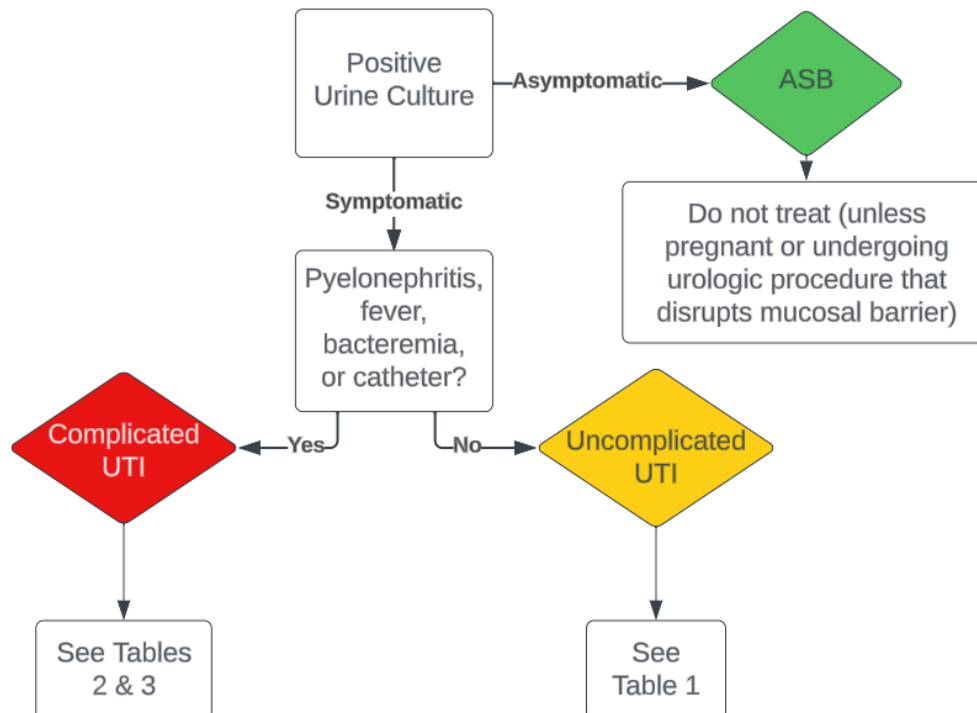 Positive
Urine Culture
Asymptomatic
ASB
Symptomatic
Do not treat (unless
pregnant or undergoing
urologic procedure that
disrupts mucosal barrier)
Pyelonephritis,
fever,
bacteremia,
or catheter?
Complicated
UTI
Yes
No
Uncomplicated
UTI
See Tables
2 & 3
See
Table 1